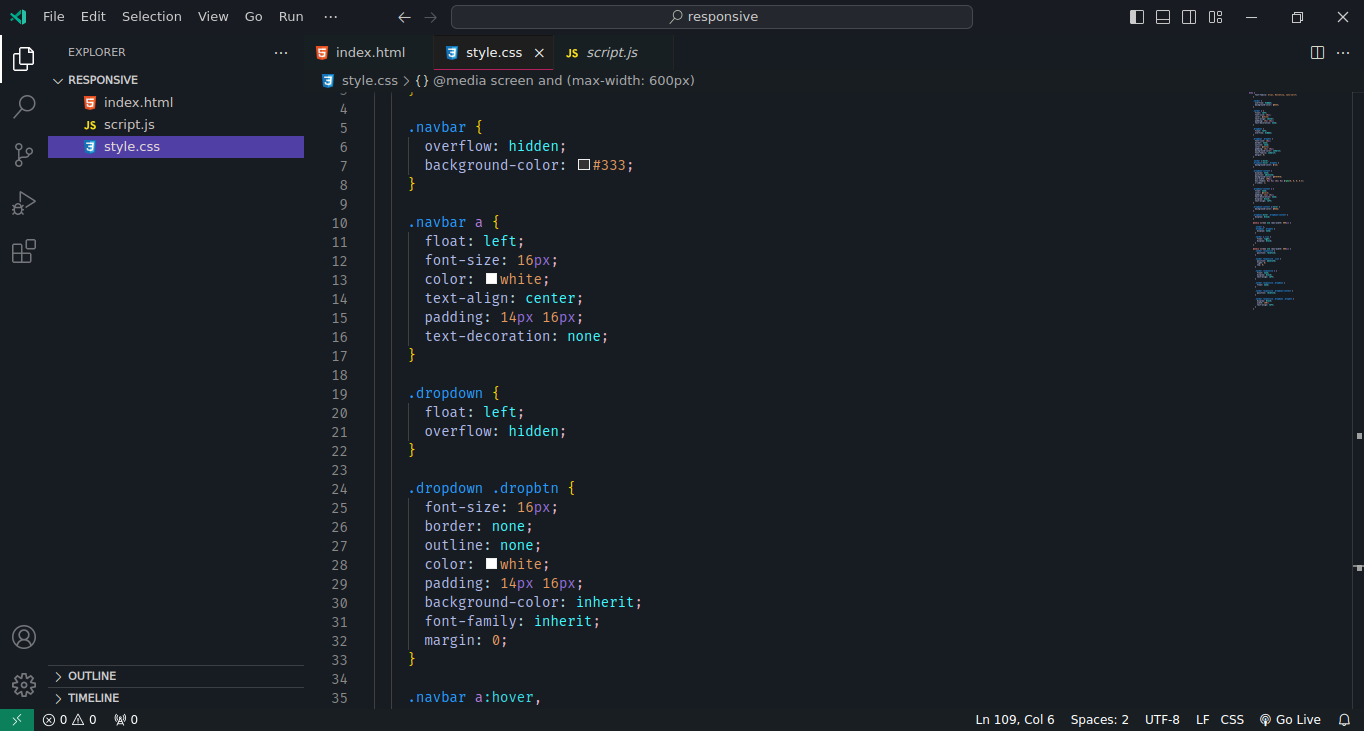 File Edit Selection View Go Run ···
responsive
EXPLORER ···
RESPONSIVE
index.html
JS script.js
style.css
OUTLINE
TIMELINE
index.html
style.css
JS script.js
style.css > {} @media screen and (max-width: 600px)
3 }
4
5 .navbar {
6 overflow: hidden;
7 background-color: #333;
8 }
9
10 .navbar a {
11 float: left;
12 font-size: 16px;
13 color: white;
14 text-align: center;
15 padding: 14px 16px;
16 text-decoration: none;
17 }
18
19 .dropdown {
20 float: left;
21 overflow: hidden;
22 }
23
24 .dropdown .dropbtn {
25 font-size: 16px;
26 border: none;
27 outline: none;
28 color: white;
29 padding: 14px 16px;
30 background-color: inherit;
31 font-family: inherit;
32 margin: 0;
33 }
34
35 .navbar a:hover,
0 0 0 Ln 109, Col 6 Spaces: 2 UTF-8 LF CSS Go Live